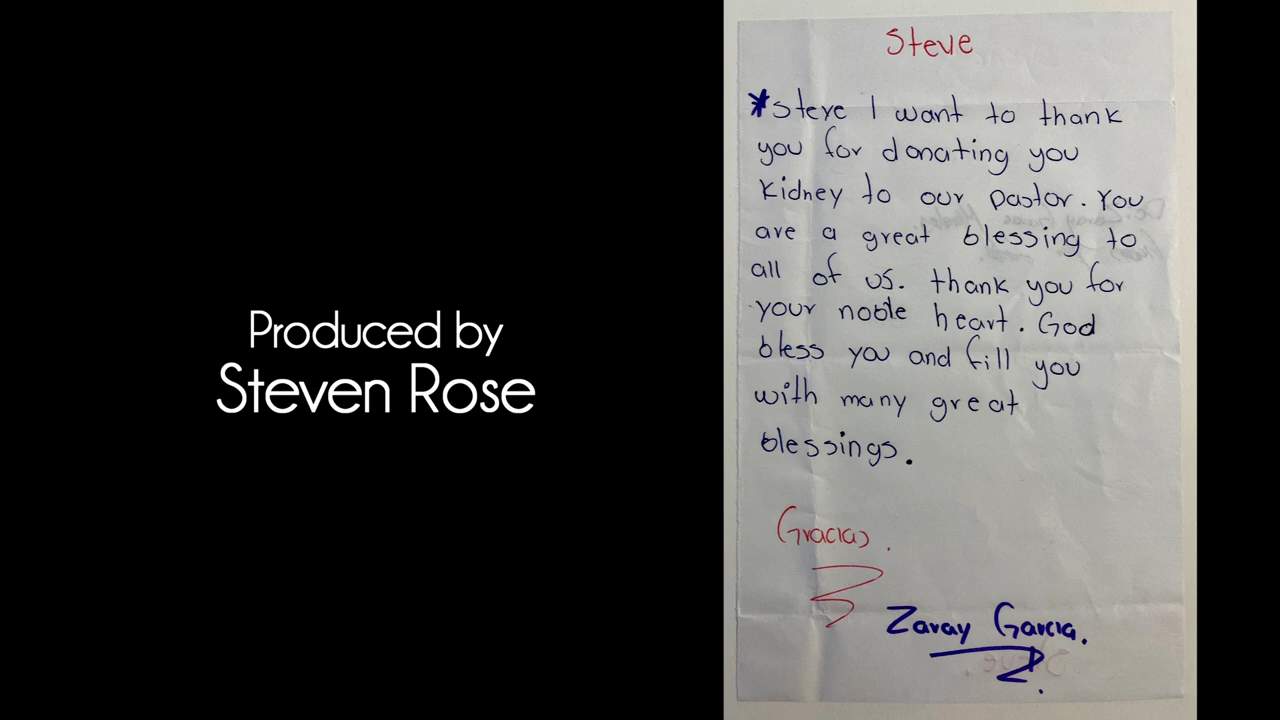 Produced by
Steven Rose
Steve
*Steve I want to thank
you for donating you
kidney to our pastor. You
are a great blessing to
all of us. thank you for
your noble heart. God
bless you and fill you
with many great
blessings.
Gracias.
Zaray Garcia.